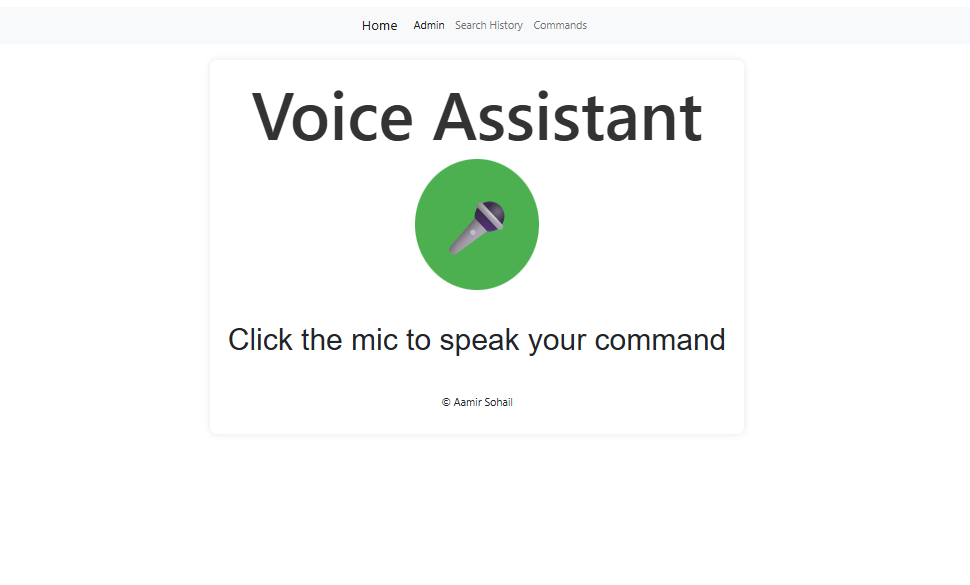 Home Admin Search History Commands
Voice Assistant
Click the mic to speak your command
© Aamir Sohail